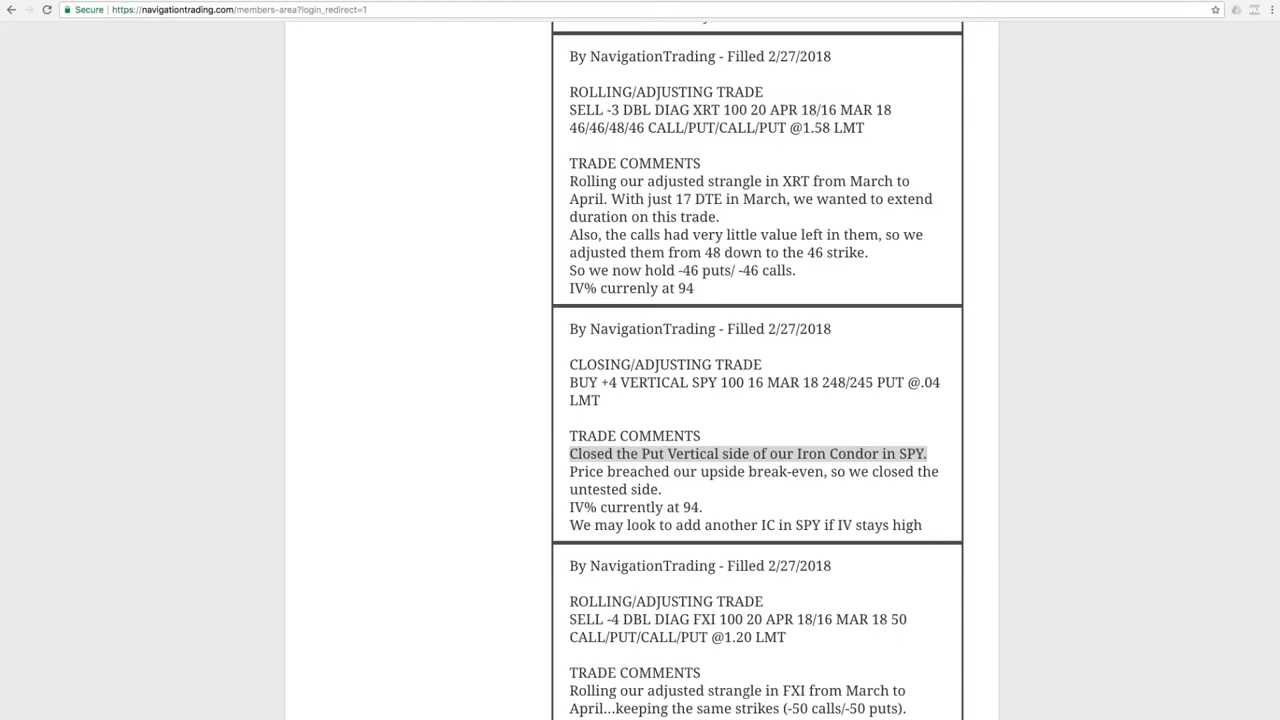 Secure https://navigationtrading.com/members-area?login_redirect=1
By NavigationTrading - Filled 2/27/2018
ROLLING/ADJUSTING TRADE
SELL -3 DBL DIAG XRT 100 20 APR 18/16 MAR 18
46/46/48/46 CALL/PUT/CALL/PUT @1.58 LMT
TRADE COMMENTS
Rolling our adjusted strangle in XRT from March to
April. With just 17 DTE in March, we wanted to extend
duration on this trade.
Also, the calls had very little value left in them, so we
adjusted them from 48 down to the 46 strike.
So we now hold -46 puts/ -46 calls.
IV% currenly at 94
By NavigationTrading - Filled 2/27/2018
CLOSING/ADJUSTING TRADE
BUY +4 VERTICAL SPY 100 16 MAR 18 248/245 PUT @.04
LMT
TRADE COMMENTS
Closed the Put Vertical side of our Iron Condor in SPY.
Price breached our upside break-even, so we closed the
untested side.
IV% currently at 94.
We may look to add another IC in SPY if IV stays high
By NavigationTrading - Filled 2/27/2018
ROLLING/ADJUSTING TRADE
SELL -4 DBL DIAG FXI 100 20 APR 18/16 MAR 18 50
CALL/PUT/CALL/PUT @1.20 LMT
TRADE COMMENTS
Rolling our adjusted strangle in FXI from March to
April...keeping the same strikes (-50 calls/-50 puts).